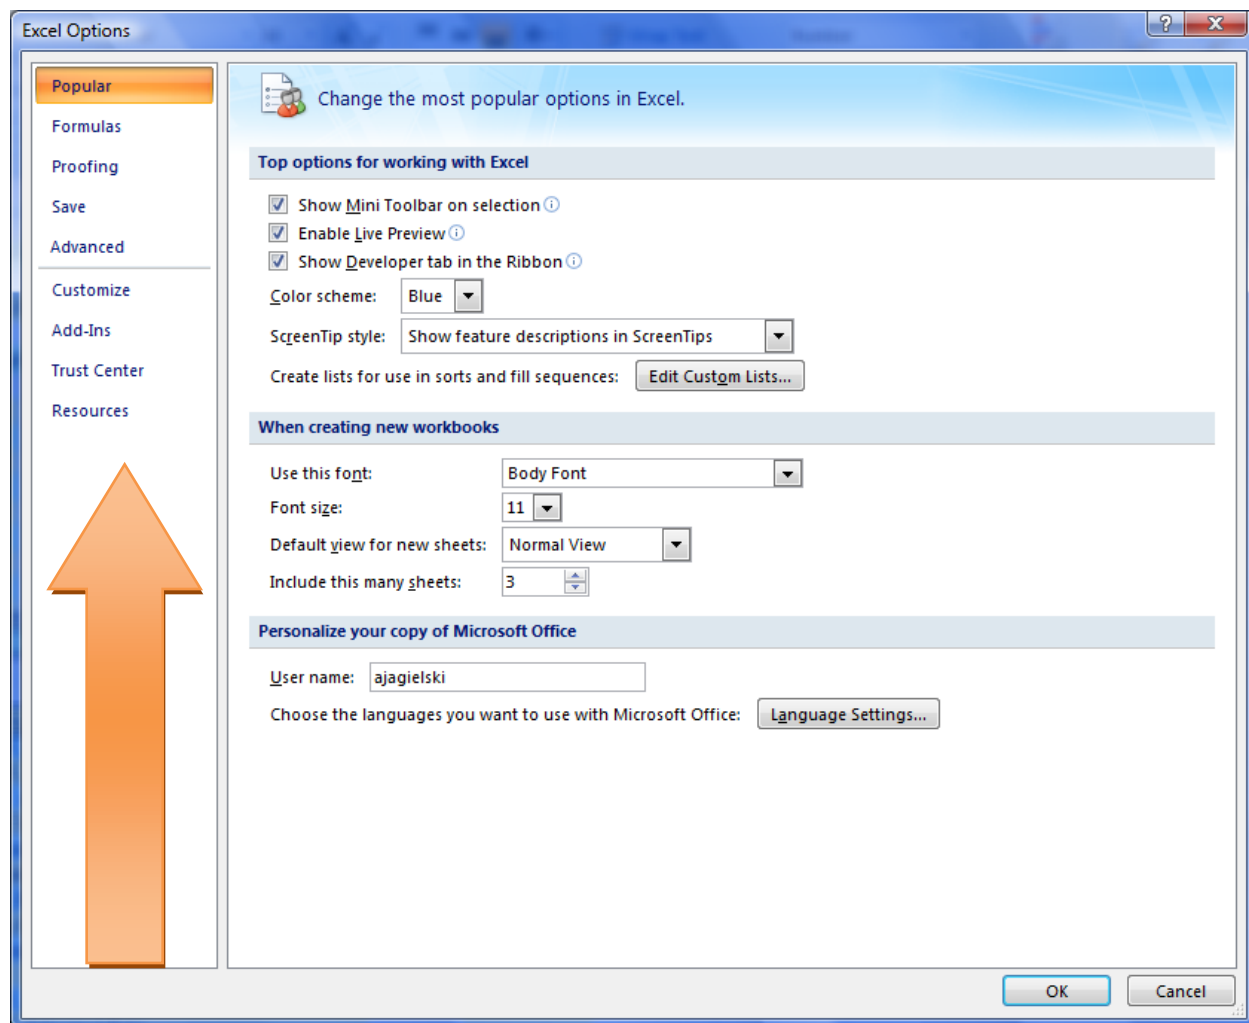 Excel Options
?
X
Popular
Formulas
Proofing
Save
Advanced
Customize
Add-Ins
Trust Center
Resources
Change the most popular options in Excel.
Top options for working with Excel
Show Mini Toolbar on selection
Enable Live Preview
Show Developer tab in the Ribbon
Color scheme: Blue
ScreenTip style: Show feature descriptions in ScreenTips
Create lists for use in sorts and fill sequences: Edit Custom Lists...
When creating new workbooks
Use this font: Body Font
Font size: 11
Default view for new sheets: Normal View
Include this many sheets: 3
Personalize your copy of Microsoft Office
User name: ajagielski
Choose the languages you want to use with Microsoft Office: Language Settings...
OK Cancel